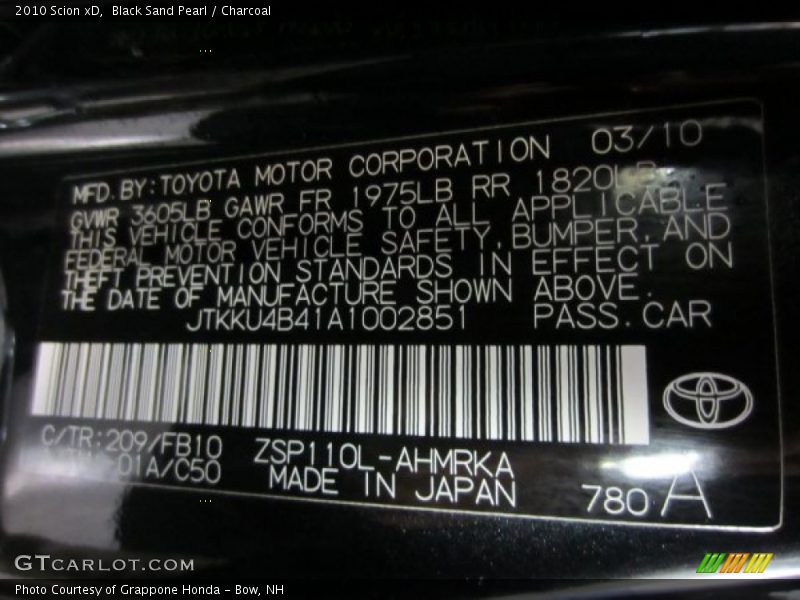 2010 Scion xD, Black Sand Pearl / Charcoal
MFD. BY: TOYOTA MOTOR CORPORATION 03/10
GVWR 3605LB GAWR FR 1975LB RR 1820LB
THIS VEHICLE CONFORMS TO ALL APPLICABLE
FEDERAL MOTOR VEHICLE SAFETY, BUMPER, AND
THEFT PREVENTION STANDARDS IN EFFECT ON
THE DATE OF MANUFACTURE SHOWN ABOVE.
JTKKU4B41A1002851 PASS. CAR
C/TR: 209/FB10 ZSP110L-AHMRKA
01A/C50 MADE IN JAPAN
780 A
GTCARLOT.COM
Photo Courtesy of Grappone Honda - Bow, NH